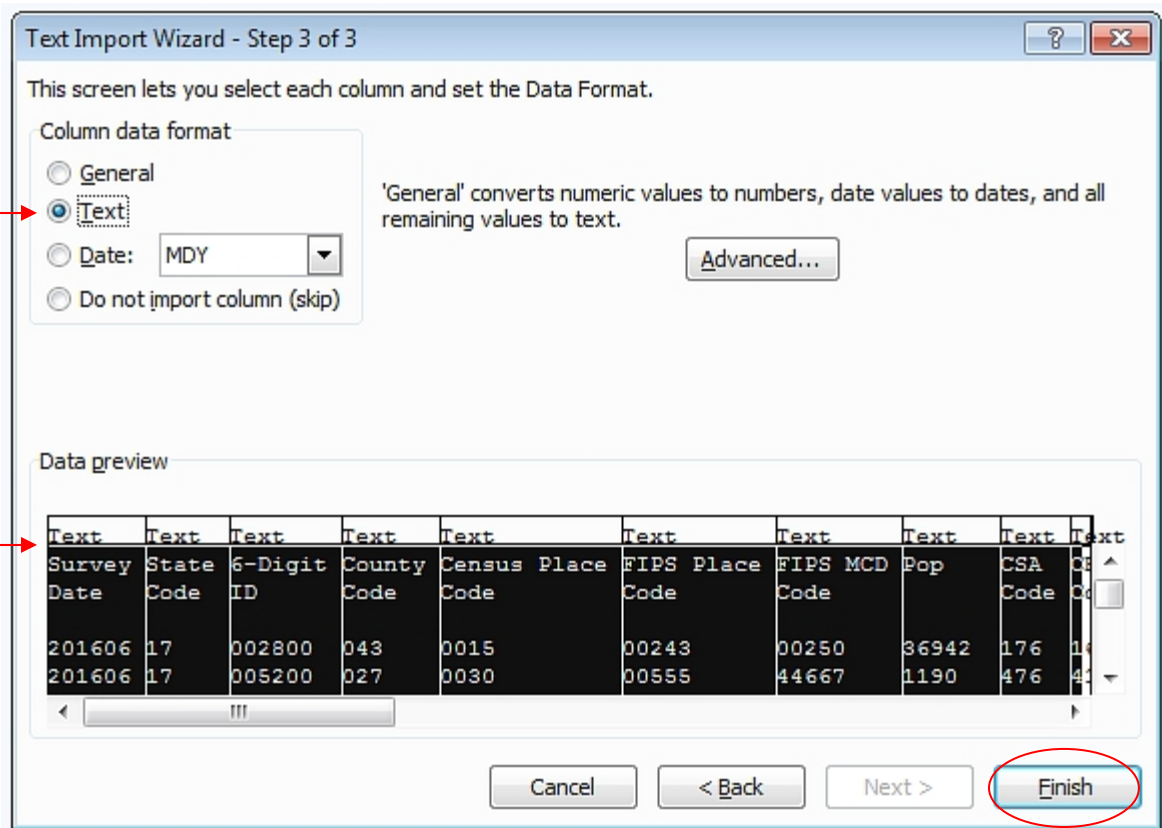 Text Import Wizard - Step 3 of 3
This screen lets you select each column and set the Data Format.
Column data format
General
Text
Date: MDY
Do not import column (skip)
'General' converts numeric values to numbers, date values to dates, and all
remaining values to text.
Advanced...
Data preview
Text Text Text Text Text Text Text Text Text Text
Survey State 6-Digit County Census Place FIPS Place FIPS MCD Pop CSA
Date Code ID Code Code Code Code Code
201606 17 002800 043 0015 00243 00250 36942 176
201606 17 005200 027 0030 00555 44667 1190 476
Cancel < Back Next > Finish